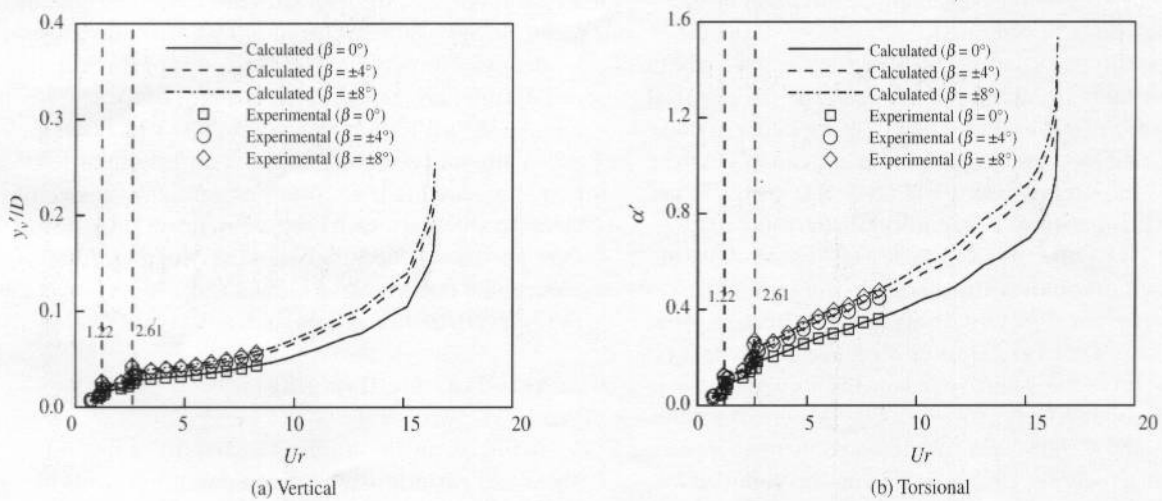 Calculated (β = 0°)
Calculated (β = ±4°)
Calculated (β = ±8°)
Experimental (β = 0°)
Experimental (β = ±4°)
Experimental (β = ±8°)
0.4
0.3
0.2
0.1
0.0
y_v'/D
1.22
2.61
0
5
10
15
20
Ur
(a) Vertical
Calculated (β = 0°)
Calculated (β = ±4°)
Calculated (β = ±8°)
Experimental (β = 0°)
Experimental (β = ±4°)
Experimental (β = ±8°)
1.6
1.2
0.8
0.4
0.0
α'
1.22
2.61
0
5
10
15
20
Ur
(b) Torsional